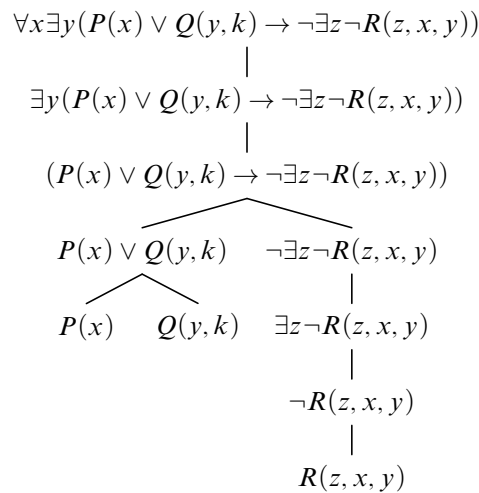 ∀x∃y(P(x) ∨ Q(y, k) → ¬∃z¬R(z, x, y))
∃y(P(x) ∨ Q(y, k) → ¬∃z¬R(z, x, y))
(P(x) ∨ Q(y, k) → ¬∃z¬R(z, x, y))
P(x) ∨ Q(y, k) ¬∃z¬R(z, x, y)
P(x) Q(y, k) ∃z¬R(z, x, y)
¬R(z, x, y)
R(z, x, y)